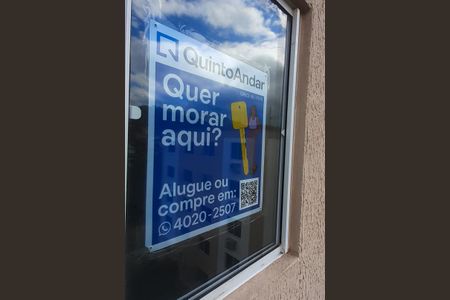 QuintoAndar
Quer
morar
aqui?
Alugue ou
compre em:
4020-2507